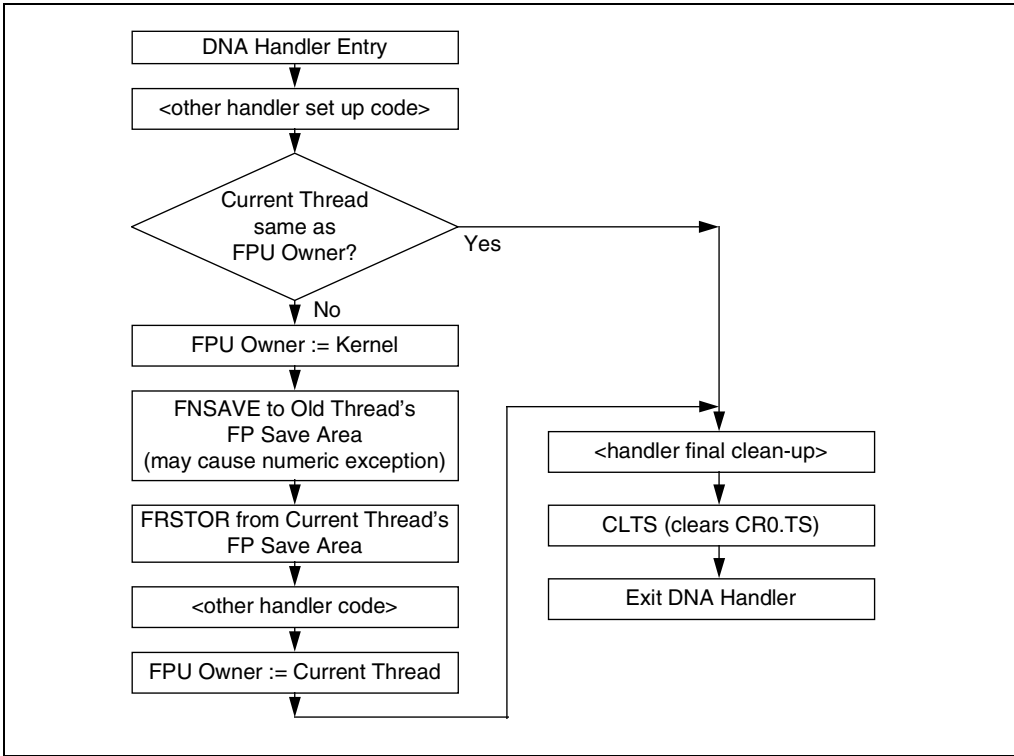 DNA Handler Entry
<other handler set up code>
Current Thread
same as
FPU Owner?
Yes
No
FPU Owner := Kernel
FNSAVE to Old Thread's
FP Save Area
(may cause numeric exception)
FRSTOR from Current Thread's
FP Save Area
<other handler code>
FPU Owner := Current Thread
<handler final clean-up>
CLTS (clears CR0.TS)
Exit DNA Handler